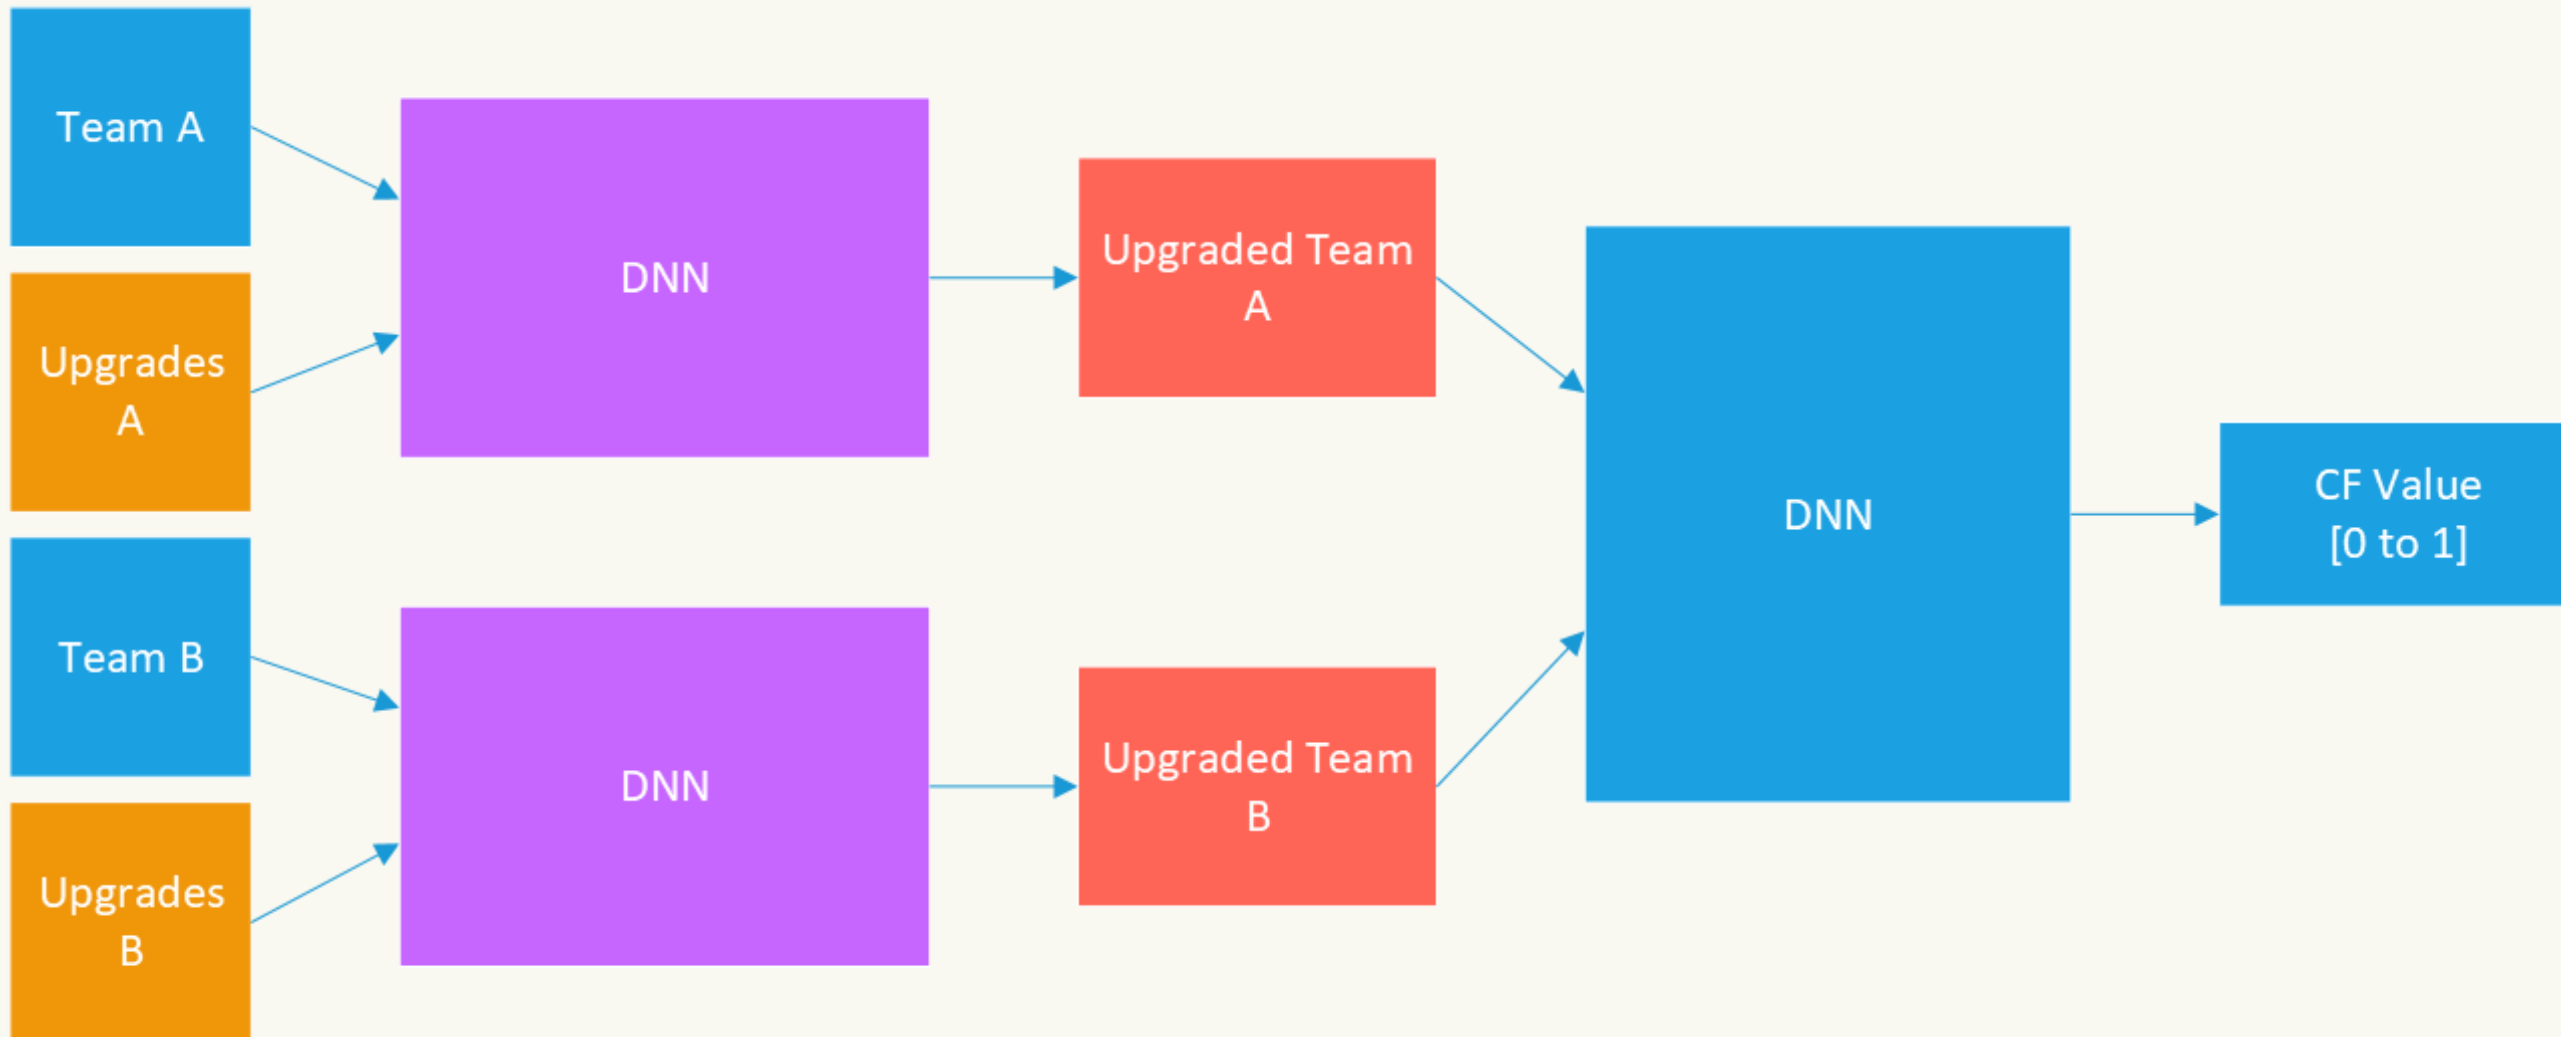 Team A
Upgrades
A
Team B
Upgrades
B
DNN
DNN
Upgraded Team
A
Upgraded Team
B
DNN
CF Value
[0 to 1]